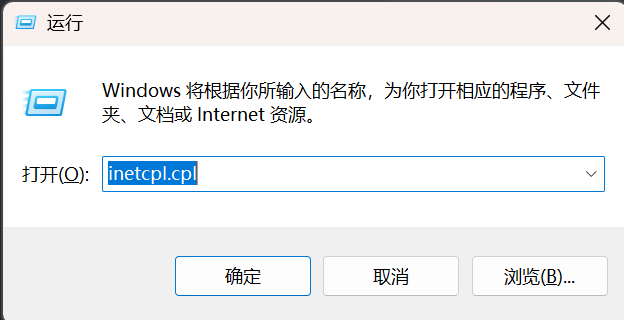 运行
Windows 将根据你所输入的名称，为你打开相应的程序、文件
夹、文档或 Internet 资源。
打开(O): inetcpl.cpl
确定 取消 浏览(B)...